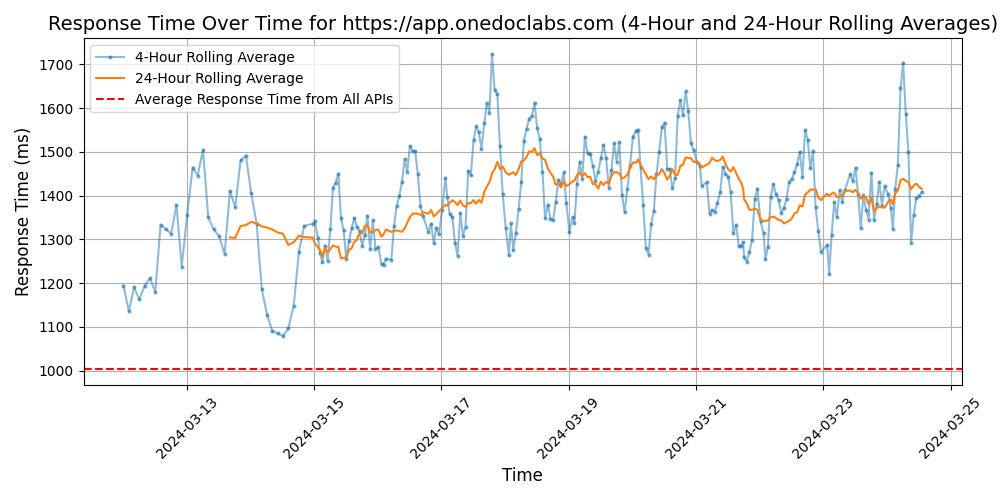 Response Time Over Time for https://app.onedoclabs.com (4-Hour and 24-Hour Rolling Averages)
4-Hour Rolling Average
24-Hour Rolling Average
Average Response Time from All APIs
Response Time (ms)
1700
1600
1500
1400
1300
1200
1100
1000
2024-03-13
2024-03-15
2024-03-17
2024-03-19
2024-03-21
2024-03-23
2024-03-25
Time